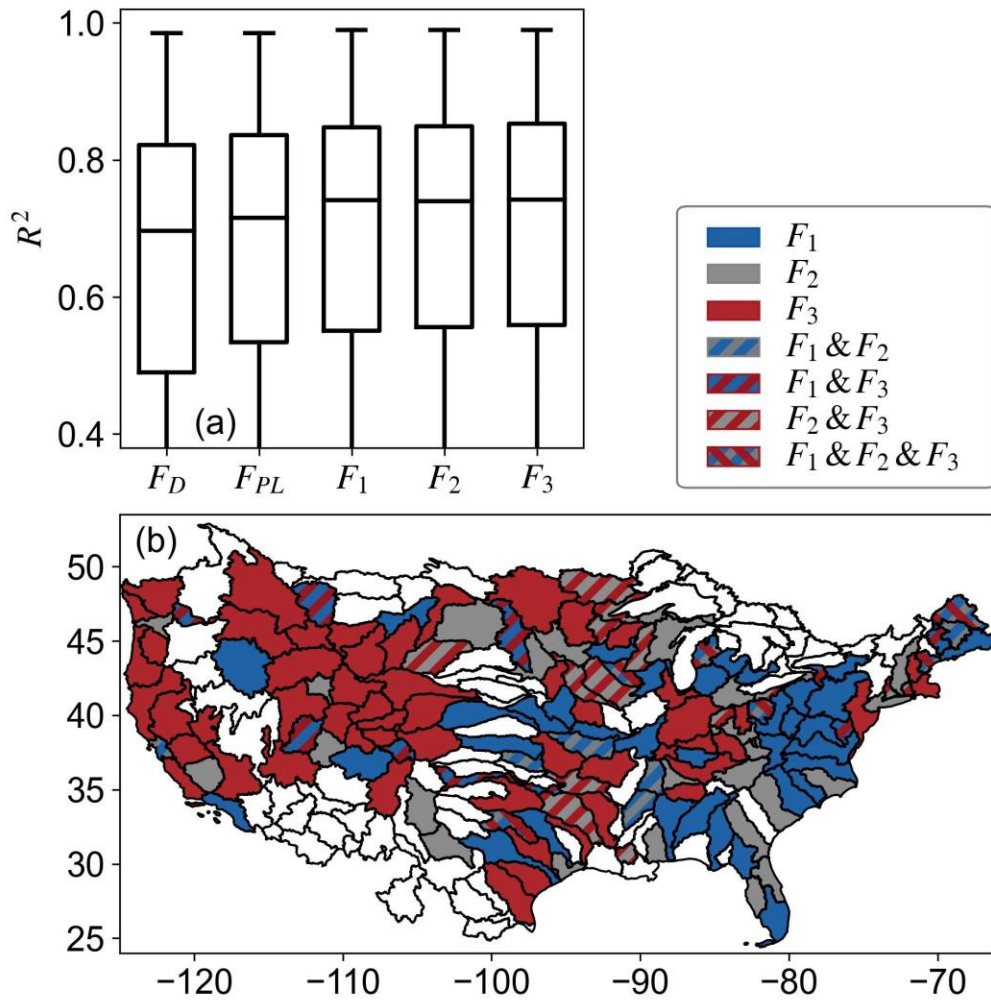 1.0
0.8
0.6
0.4
R²
(a)
F_D F_PL F₁ F₂ F₃
F₁
F₂
F₃
F₁ & F₂
F₁ & F₃
F₂ & F₃
F₁ & F₂ & F₃
(b)
50
45
40
35
30
25
−120 −110 −100 −90 −80 −70